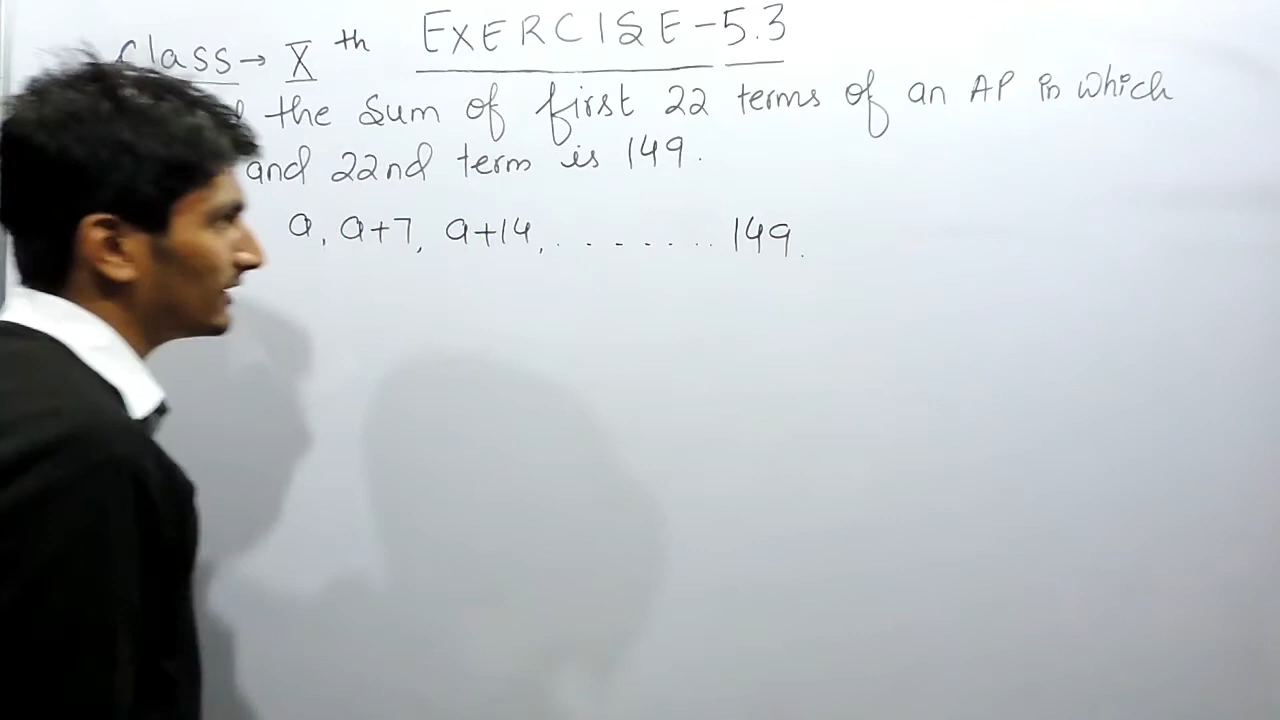 Class → X th EXERCISE-5.3
the Sum of first 22 terms of an AP in which
and 22nd term is 149.
a, a+7, a+14, ....... 149.